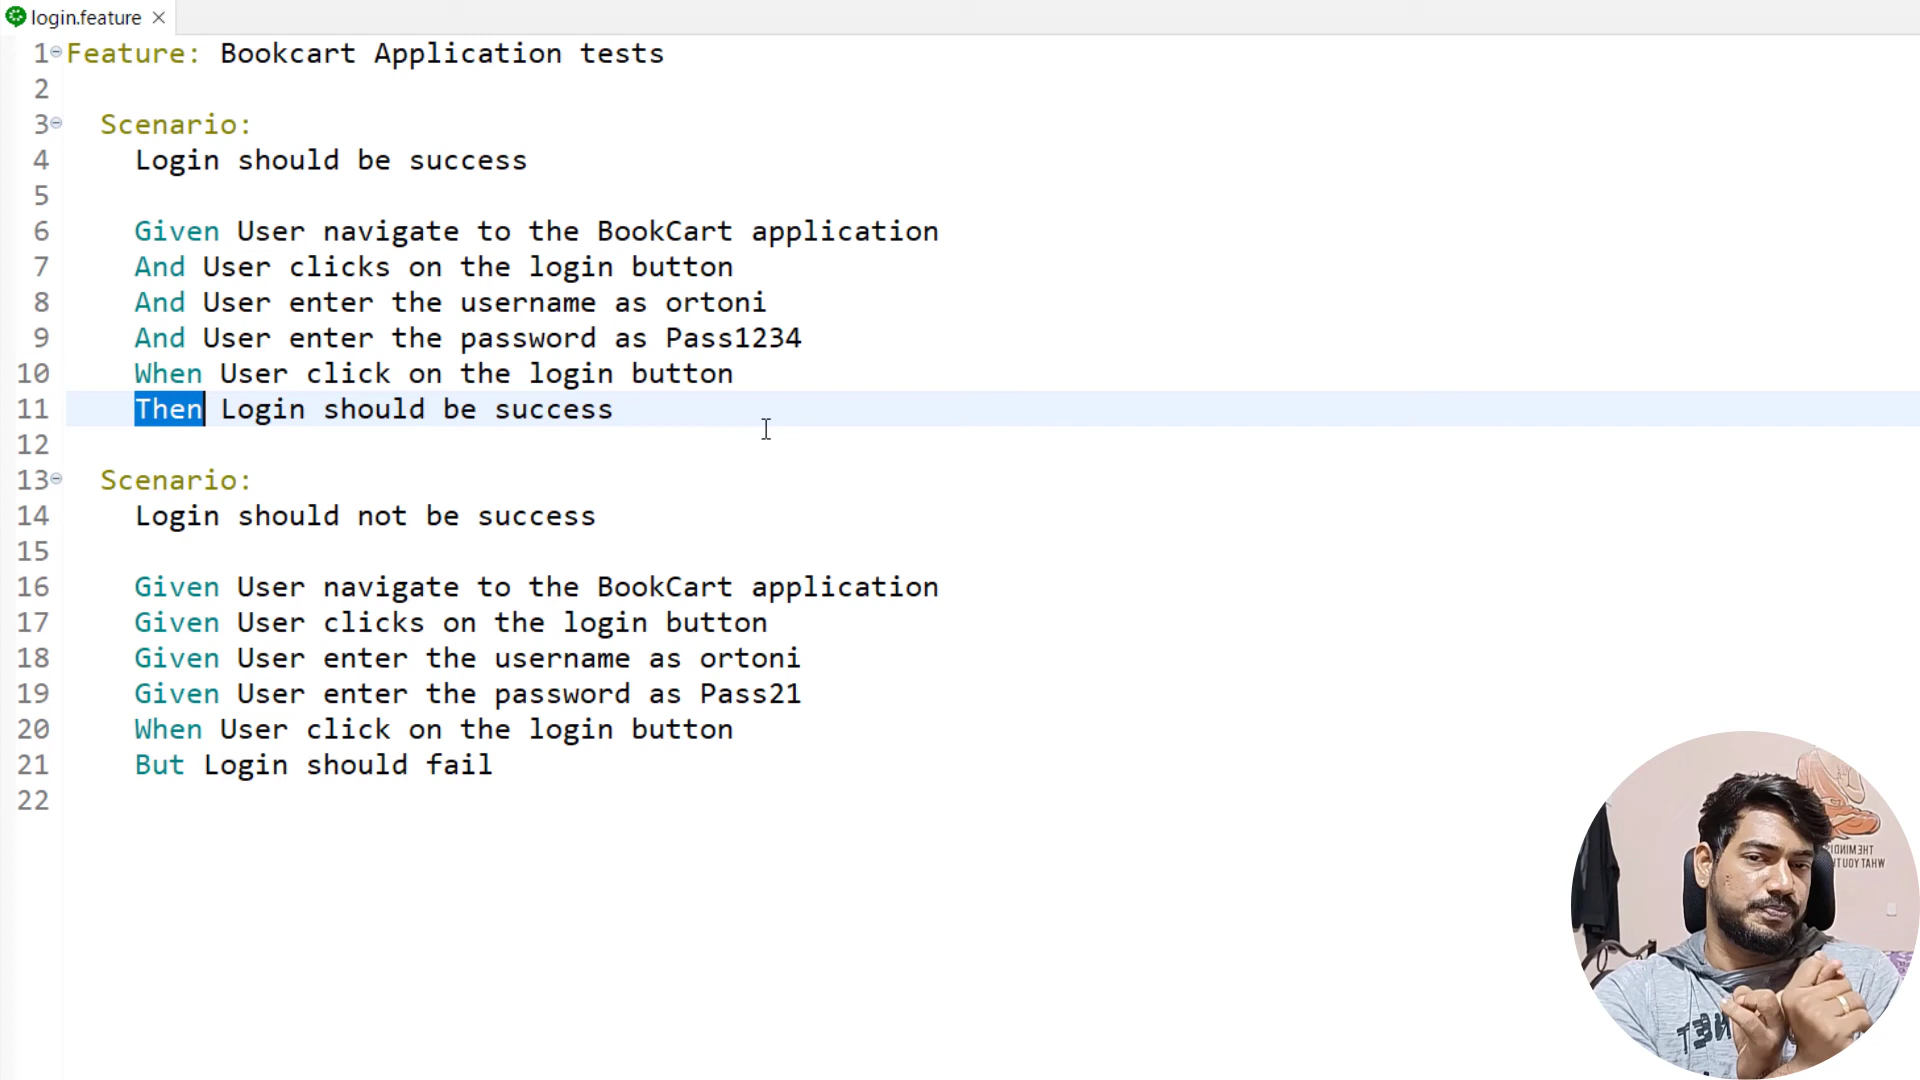 login.feature
1 Feature: Bookcart Application tests
2
3 Scenario:
4 Login should be success
5
6 Given User navigate to the BookCart application
7 And User clicks on the login button
8 And User enter the username as ortoni
9 And User enter the password as Pass1234
10 When User click on the login button
11 Then Login should be success
12
13 Scenario:
14 Login should not be success
15
16 Given User navigate to the BookCart application
17 Given User clicks on the login button
18 Given User enter the username as ortoni
19 Given User enter the password as Pass21
20 When User click on the login button
21 But Login should fail
22
THE MIND IS
WHAT YOU T